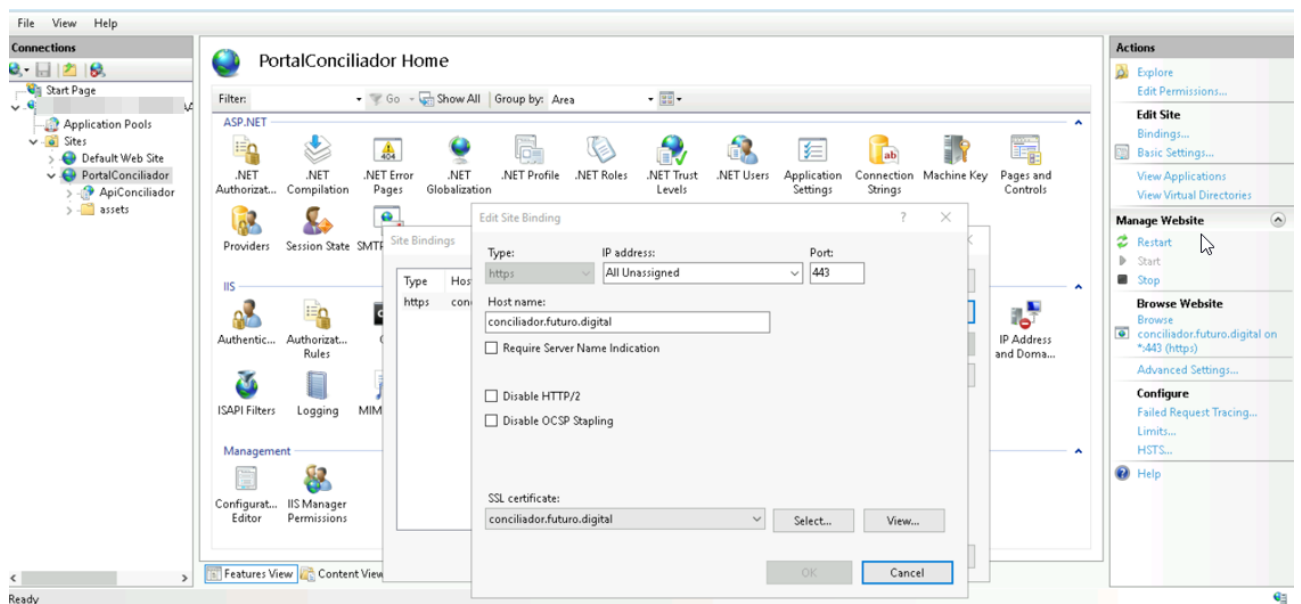 File View Help
Connections
Start Page
Application Pools
Sites
Default Web Site
PortalConciliador
ApiConciliador
assets
PortalConciliador Home
Filter: Go Show All Group by: Area
ASP.NET
.NET Authorizat... .NET Compilation .NET Error Pages .NET Globalization .NET Profile .NET Roles .NET Trust Levels .NET Users Application Settings Connection Strings Machine Key Pages and Controls
Providers Session State SMTP
IIS
Authentic... Authorizat... Rules IP Address and Doma...
ISAPI Filters Logging MIM
Management
Configurat... Editor IIS Manager Permissions
Features View Content View
Ready
Site Bindings
Type Hos
https con
Edit Site Binding ?
Type: IP address: Port:
https All Unassigned 443
Host name:
conciliador.futuro.digital
Require Server Name Indication
Disable HTTP/2
Disable OCSP Stapling
SSL certificate:
conciliador.futuro.digital Select... View...
OK Cancel
Actions
Explore
Edit Permissions...
Edit Site
Bindings...
Basic Settings...
View Applications
View Virtual Directories
Manage Website
Restart
Start
Stop
Browse Website
Browse
conciliador.futuro.digital on
*:443 (https)
Advanced Settings...
Configure
Failed Request Tracing...
Limits...
HSTS...
Help